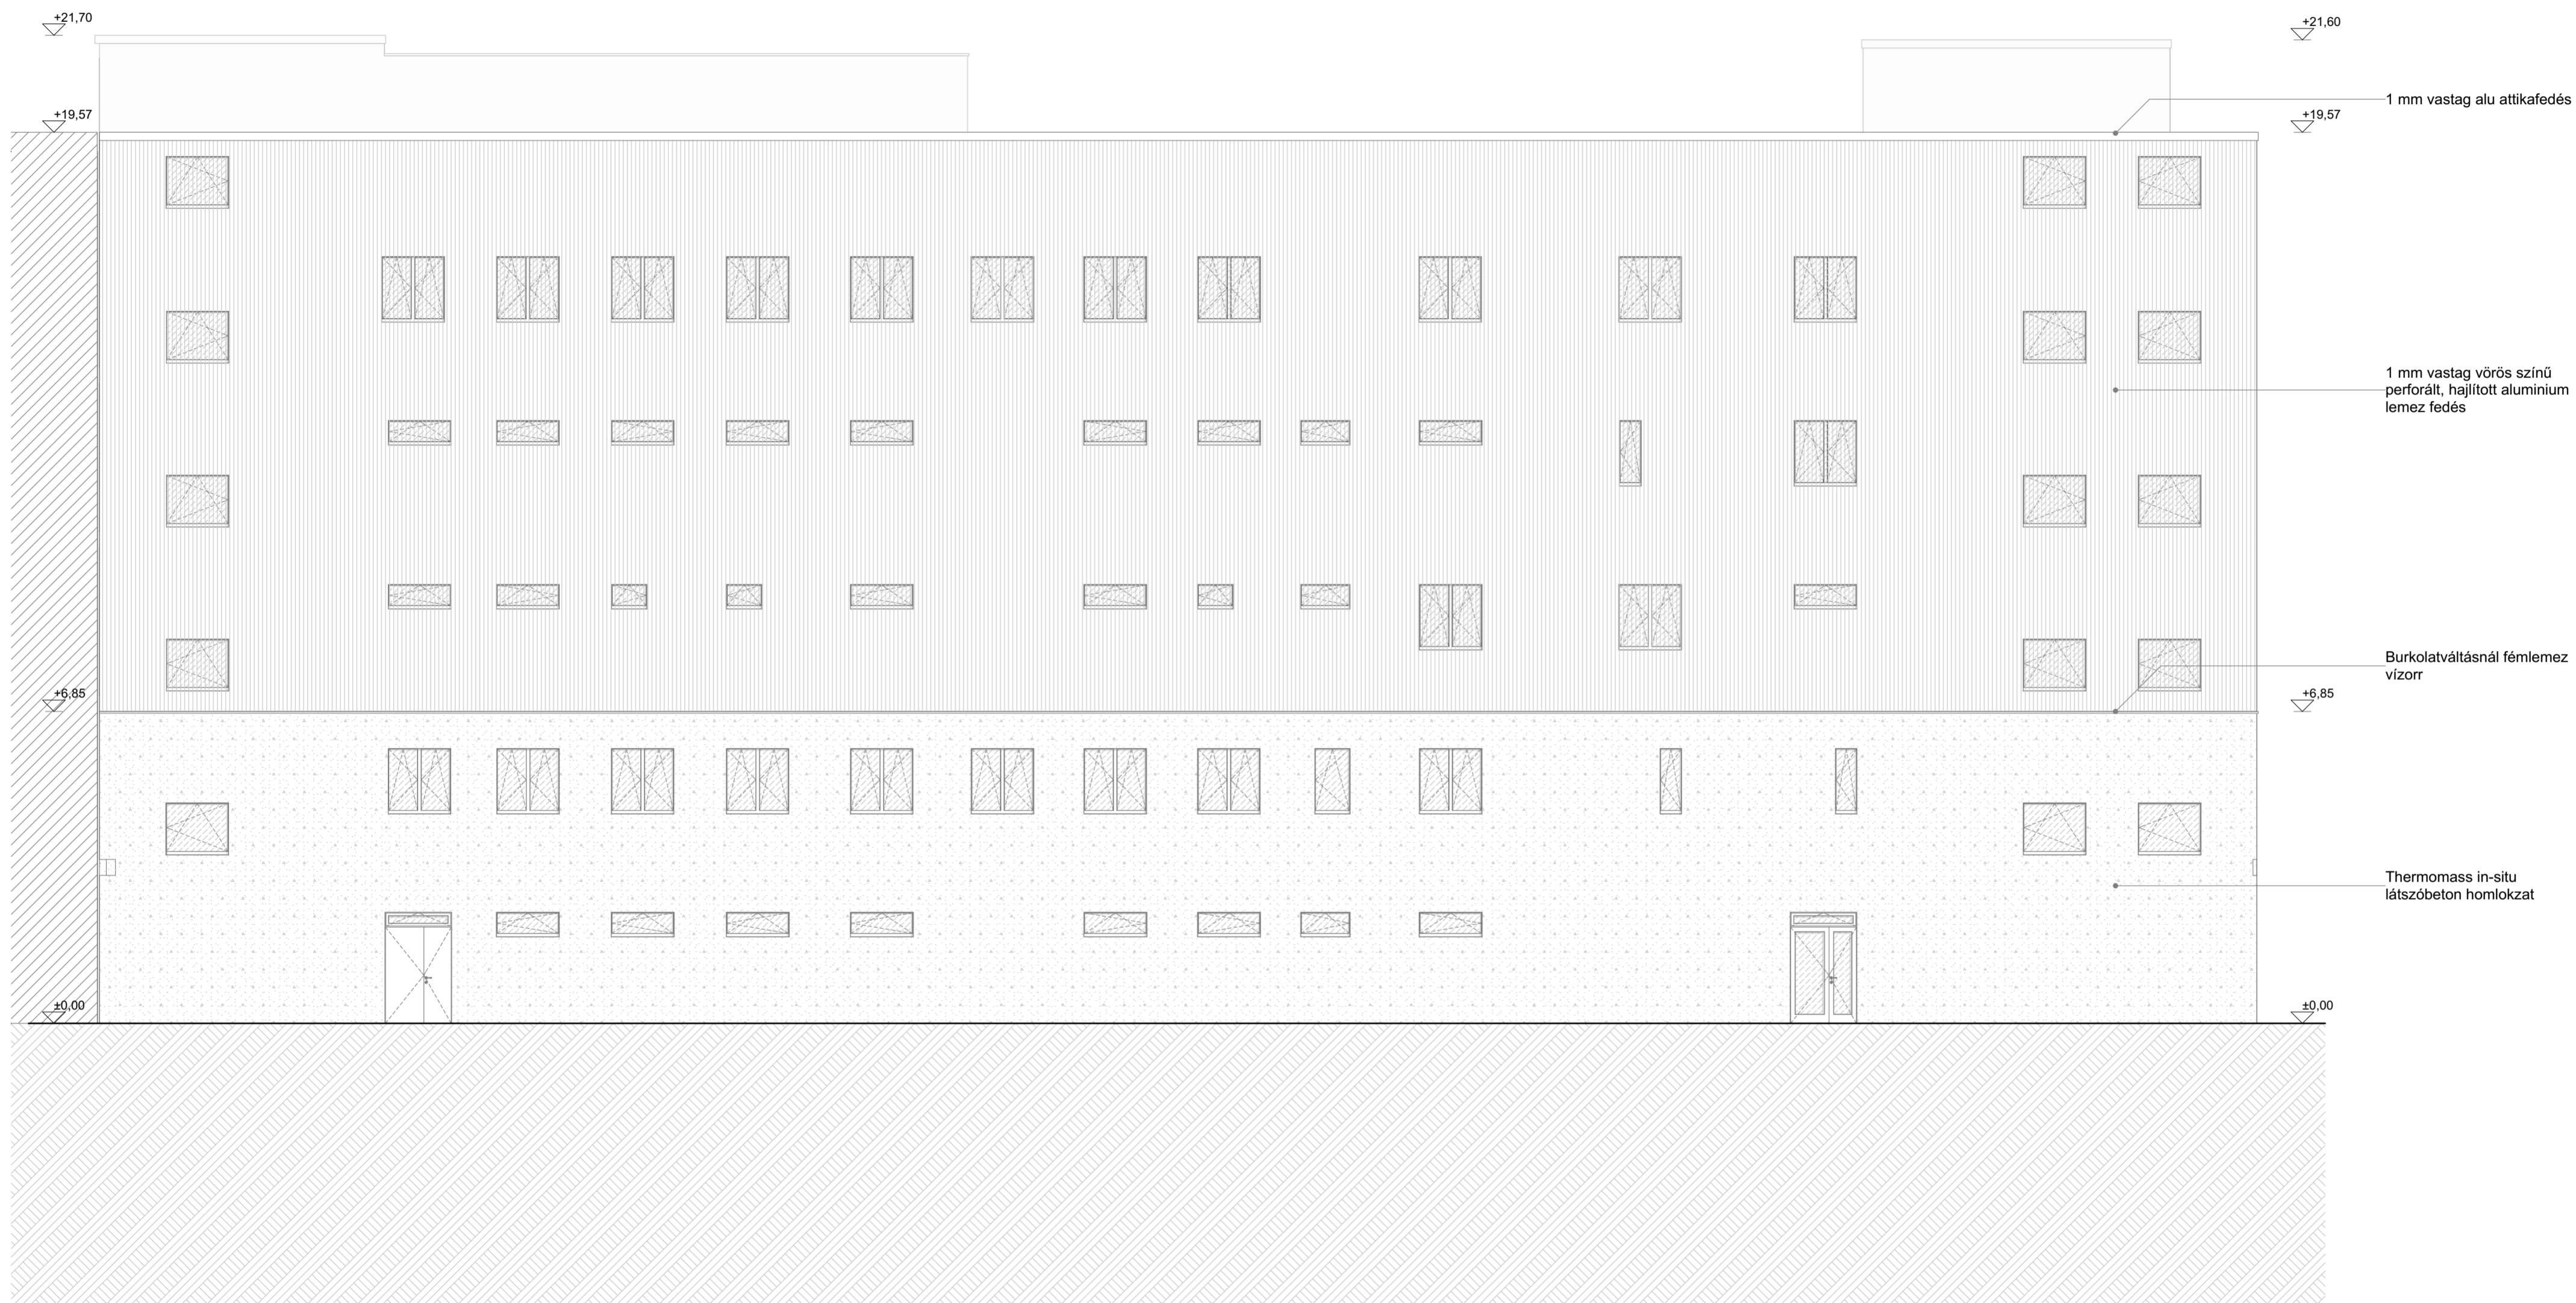 +21,70
+21,60
+19,57
1 mm vastag alu attikafedés
+19,57
1 mm vastag vörös színű
perforált, hajlított aluminium
lemez fedés
Burkolatváltásnál fémlemez
vízorr
+6,85
+6,85
Thermomass in-situ
látszóbeton homlokzat
±0,00
±0,00